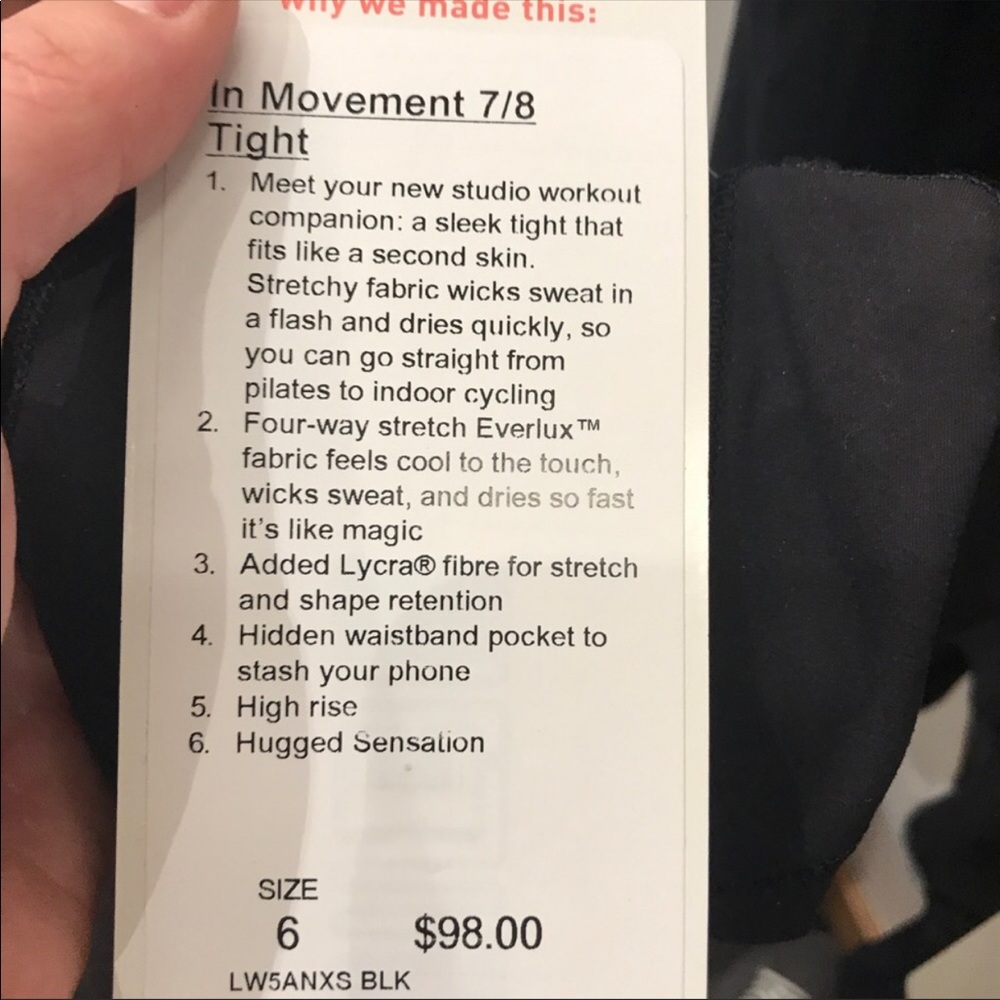 Why we made this:
In Movement 7/8
Tight
1. Meet your new studio workout
companion: a sleek tight that
fits like a second skin.
Stretchy fabric wicks sweat in
a flash and dries quickly, so
you can go straight from
pilates to indoor cycling
2. Four-way stretch Everlux™
fabric feels cool to the touch,
wicks sweat, and dries so fast
it's like magic
3. Added Lycra® fibre for stretch
and shape retention
4. Hidden waistband pocket to
stash your phone
5. High rise
6. Hugged Sensation
SIZE
6 $98.00
LW5ANXS BLK